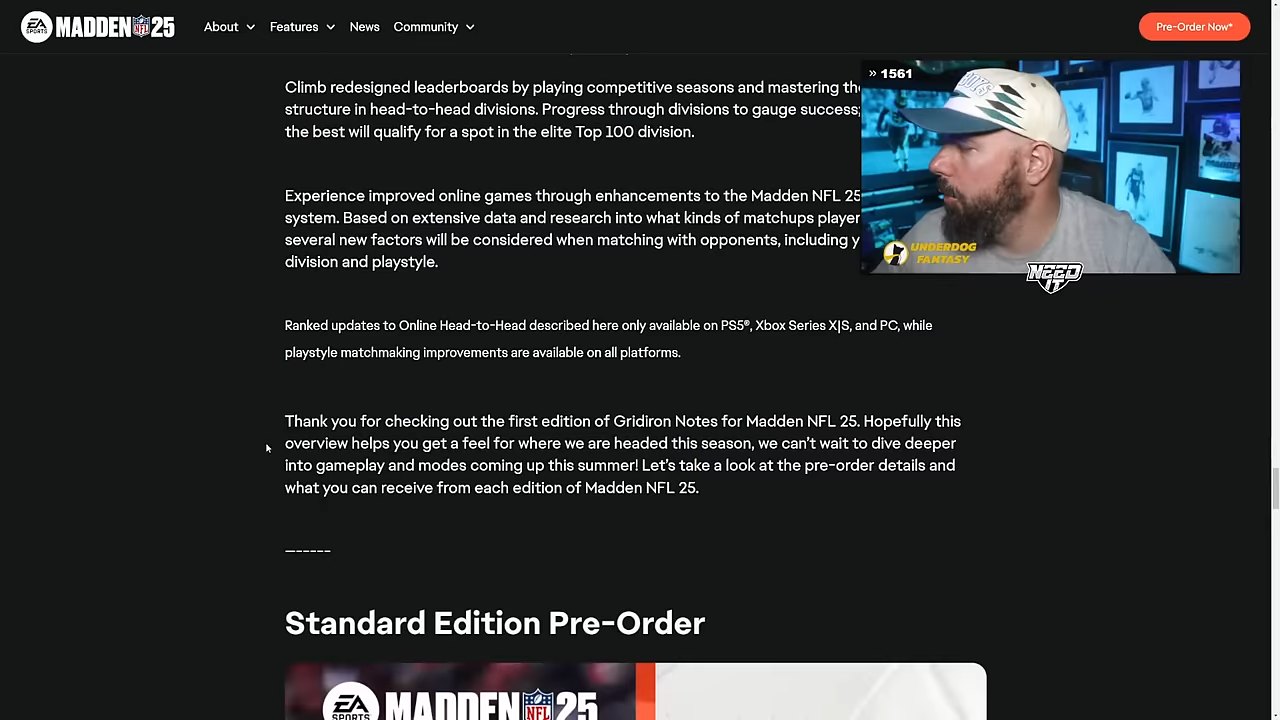 EA SPORTS MADDEN NFL 25 About Features News Community Pre-Order Now*
» 1561
Climb redesigned leaderboards by playing competitive seasons and mastering the
structure in head-to-head divisions. Progress through divisions to gauge success;
the best will qualify for a spot in the elite Top 100 division.
Experience improved online games through enhancements to the Madden NFL 25
system. Based on extensive data and research into what kinds of matchups player
several new factors will be considered when matching with opponents, including y
division and playstyle.
UNDERDOG
FANTASY
NEED
IT
Ranked updates to Online Head-to-Head described here only available on PS5®, Xbox Series X|S, and PC, while
playstyle matchmaking improvements are available on all platforms.
Thank you for checking out the first edition of Gridiron Notes for Madden NFL 25. Hopefully this
overview helps you get a feel for where we are headed this season, we can't wait to dive deeper
into gameplay and modes coming up this summer! Let's take a look at the pre-order details and
what you can receive from each edition of Madden NFL 25.
—-----
Standard Edition Pre-Order
EA SPORTS MADDEN NFL 25